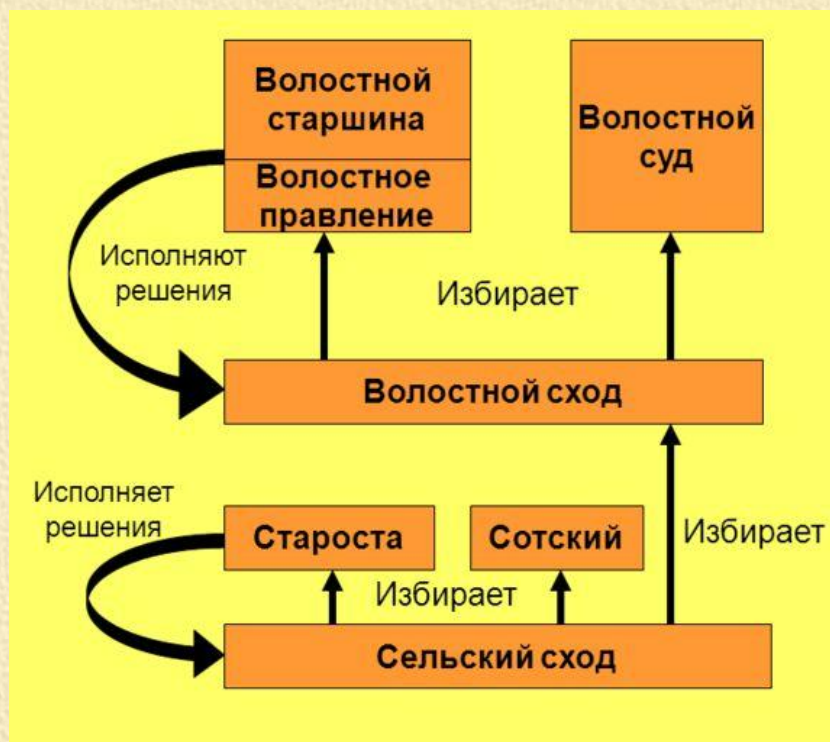 Волостной
старшина
Волостное
правление
Волостной
суд
Исполняют
решения
Избирает
Волостной сход
Исполняет
решения
Староста
Сотский
Избирает
Избирает
Сельский сход